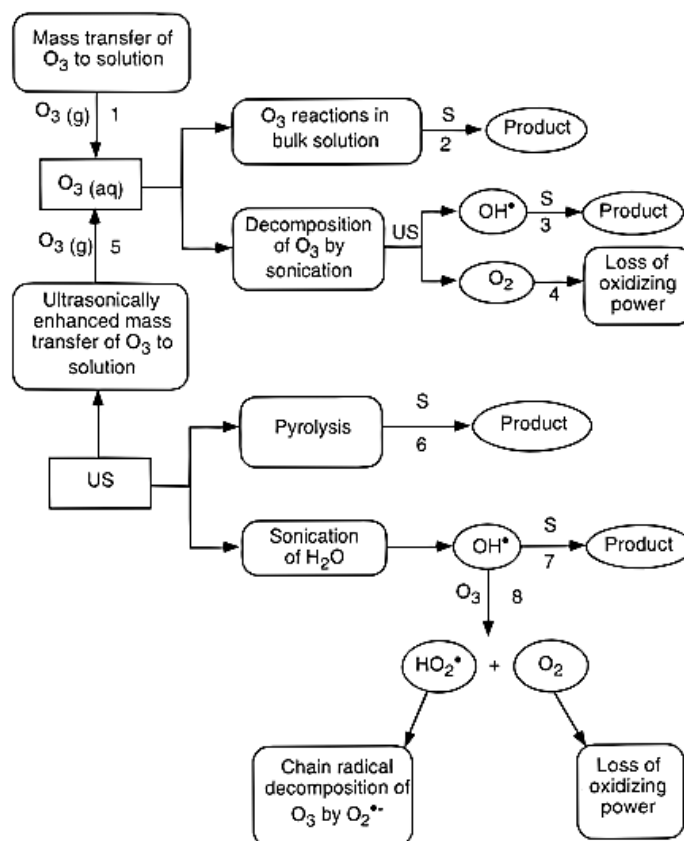 Mass transfer of
O₃ to solution
O₃ (g) 1
O₃ (aq)
O₃ reactions in
bulk solution
S
2
Product
Decomposition
of O₃ by
sonication
US
OH•
S
3
Product
O₂
4
Loss of
oxidizing
power
O₃ (g) 5
Ultrasonically
enhanced mass
transfer of O₃ to
solution
US
Pyrolysis
S
6
Product
Sonication
of H₂O
OH•
S
7
Product
O₃ 8
HO₂• + O₂
Chain radical
decomposition of
O₃ by O₂•-
Loss of
oxidizing
power